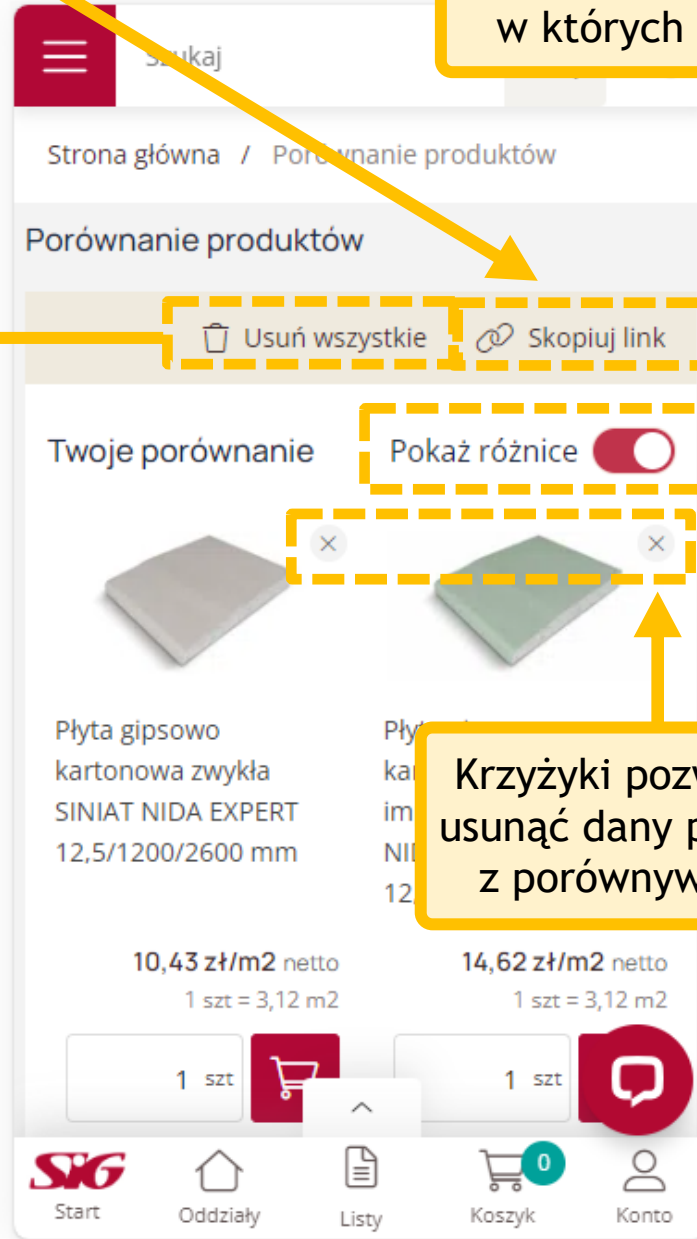 w których
Szukaj
Strona główna / Porównanie produktów
Porównanie produktów
Usuń wszystkie
Skopiuj link
Twoje porównanie
Pokaż różnice
Płyta gipsowo
kartonowa zwykła
SINIAT NIDA EXPERT
12,5/1200/2600 mm
Krzyżyki
usunąć dany
z
10,43 zł/m2 netto
1 szt = 3,12 m2
14,62 zł/m2 netto
1 szt = 3,12 m2
1 szt
1 szt
SIG
0
Start
Oddziały
Listy
Koszyk
Konto